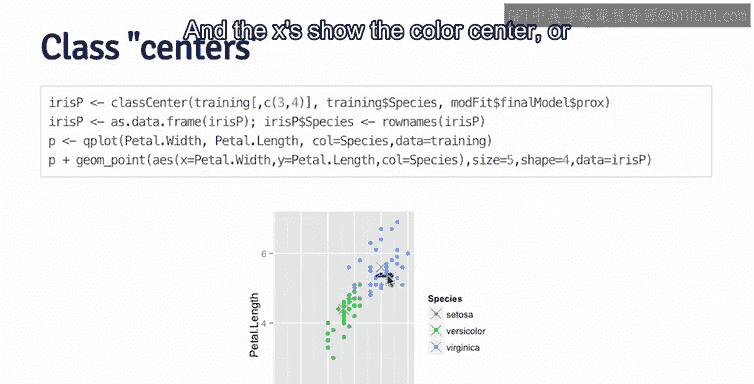 And the x's show the color center, or
Class "centers"
irisP <- classCenter(training[,c(3,4)], training$Species, modFit$finalModel$prox)
irisP <- as.data.frame(irisP); irisP$Species <- rownames(irisP)
p <- qplot(Petal.Width, Petal.Length, col=Species,data=training)
p + geom_point(aes(x=Petal.Width,y=Petal.Length,col=Species),size=5,shape=4,data=irisP)
6
4
Petal.Length
Species
setosa
versicolor
virginica